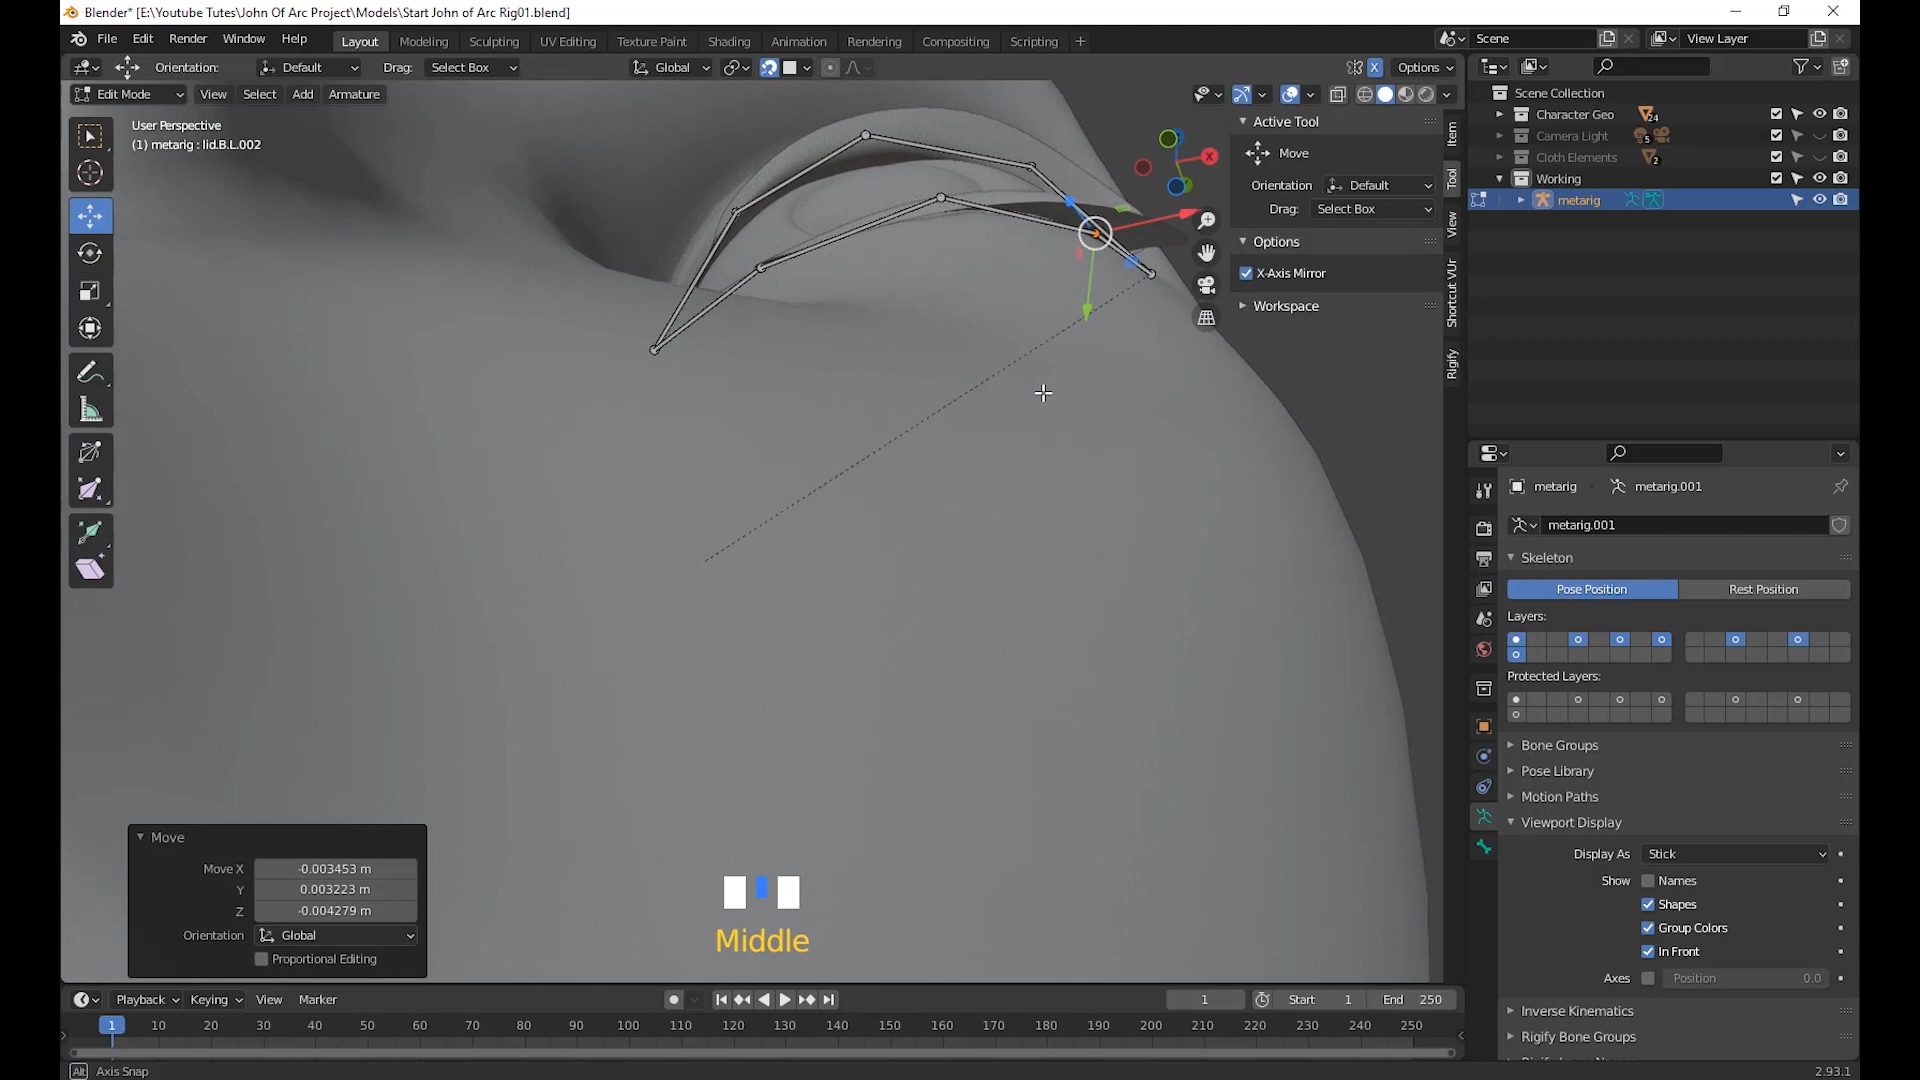 Blender* [E:\Youtube Tutes\John Of Arc Project\Models\Start John of Arc Rig01.blend]
File Edit Render Window Help Layout Modeling Sculpting UV Editing Texture Paint Shading Animation Rendering Compositing Scripting + Scene View Layer
Orientation: Default Drag: Select Box Global X Options
Edit Mode View Select Add Armature
Scene Collection
Character Geo 24
Camera Light 5
Cloth Elements 2
Working
metarig
User Perspective
(1) metarig : lid.B.L.002
X
Active Tool
Move
Orientation Default
Drag: Select Box
Options
X-Axis Mirror
Workspace
Item
Tool
View
Shortcut VUr
Rigify
metarig metarig.001
metarig.001
Skeleton
Pose Position Rest Position
Layers:
Protected Layers:
Bone Groups
Pose Library
Motion Paths
Viewport Display
Display As Stick
Show Names
Shapes
Group Colors
In Front
Axes Position 0.0
Inverse Kinematics
Rigify Bone Groups
Move
Move X -0.003453 m
Y 0.003223 m
Z -0.004279 m
Orientation Global
Proportional Editing
Middle
Playback Keying View Marker 1 Start 1 End 250
1 10 20 30 40 50 60 70 80 90 100 110 120 130 140 150 160 170 180 190 200 210 220 230 240 250
Alt Axis Snap 2.93.1